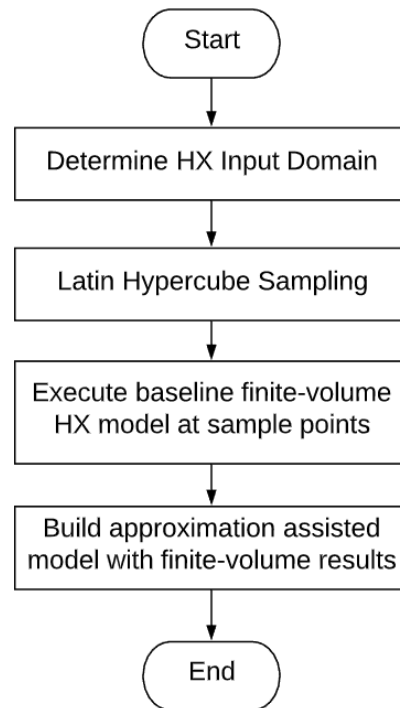 Start
Determine HX Input Domain
Latin Hypercube Sampling
Execute baseline finite-volume
HX model at sample points
Build approximation assisted
model with finite-volume results
End